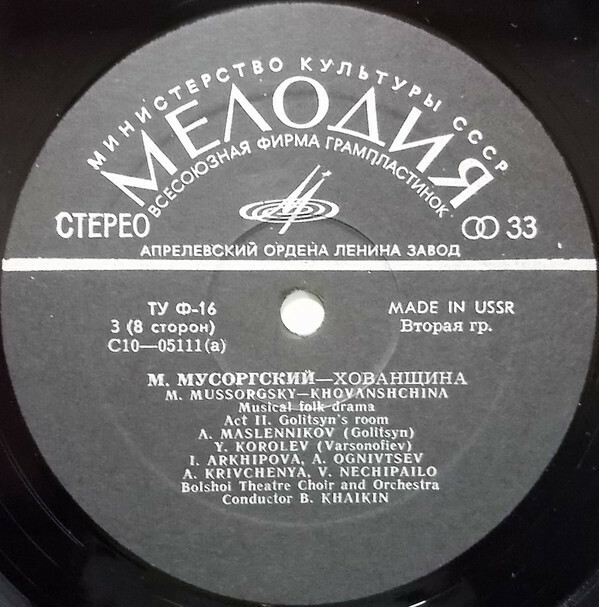 МИНИСТЕРСТВО КУЛЬТУРЫ СССР
МЕЛОДИЯ
ВСЕСОЮЗНАЯ ФИРМА ГРАМПЛАСТИНОК
СТЕРЕО
33
АПРЕЛЕВСКИЙ ОРДЕНА ЛЕНИНА ЗАВОД
ТУ Ф-16
3 (8 сторон)
С10—05111(а)
MADE IN USSR
Вторая гр.
М. МУСОРГСКИЙ—ХОВАНЩИНА
M. MUSSORGSKY—KHOVANSHCHINA
Musical folk drama
Act II. Golitsyn's room
A. MASLENNIKOV (Golitsyn)
Y. KOROLEV (Varsonofiev)
I. ARKHIPOVA, A. OGNIVTSEV
A. KRIVCHENYA, V. NECHIPAILO
Bolshoi Theatre Choir and Orchestra
Conductor B. KHAIKIN